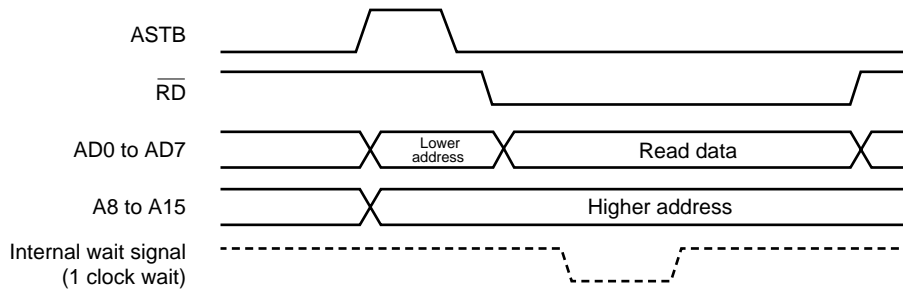 ASTB
RD
AD0 to AD7
Lower
address
Read data
A8 to A15
Higher address
Internal wait signal
(1 clock wait)